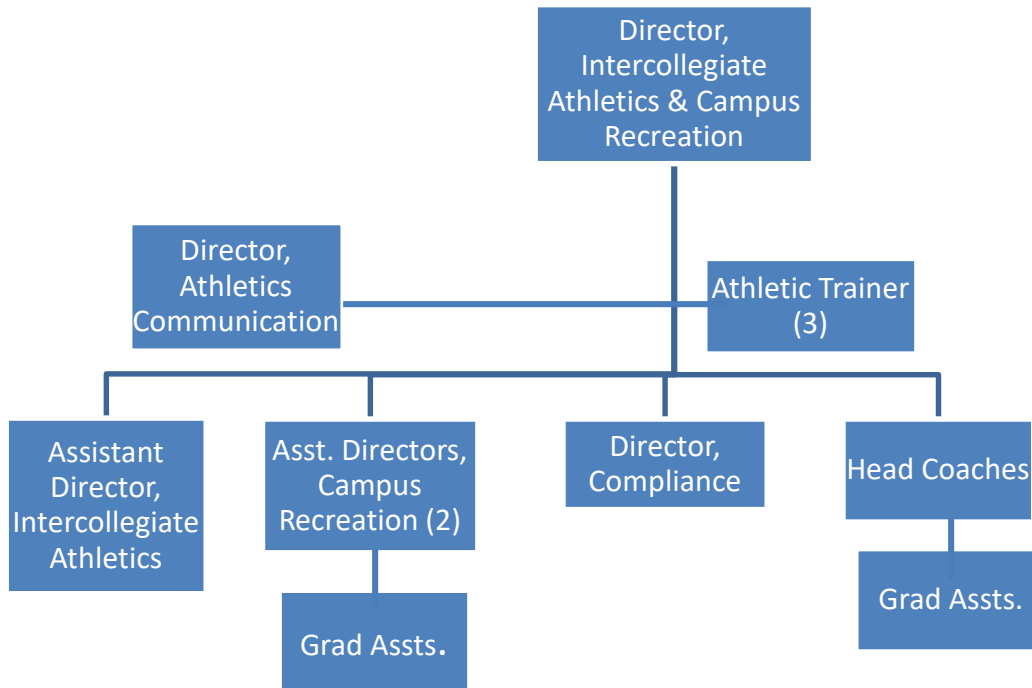 Director,
Intercollegiate
Athletics & Campus
Recreation
Director,
Athletics
Communication
Athletic Trainer
(3)
Assistant
Director,
Intercollegiate
Athletics
Asst. Directors,
Campus
Recreation (2)
Director,
Compliance
Head Coaches
Grad Assts.
Grad Assts.